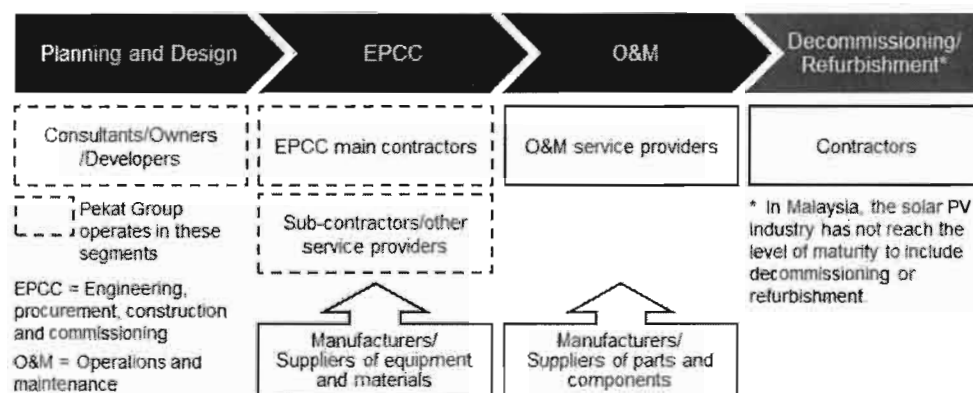 Planning and Design
EPCC
O&M
Decommissioning/
Refurbishment*
Consultants/Owners
/Developers
EPCC main contractors
O&M service providers
Contractors
Pekat Group
operates in these
segments
Sub-contractors/other
service providers
* In Malaysia, the solar PV
industry has not reach the
level of maturity to include
decommissioning or
refurbishment.
EPCC = Engineering,
procurement, construction
and commissioning
O&M = Operations and
maintenance
Manufacturers/
Suppliers of equipment
and materials
Manufacturers/
Suppliers of parts and
components